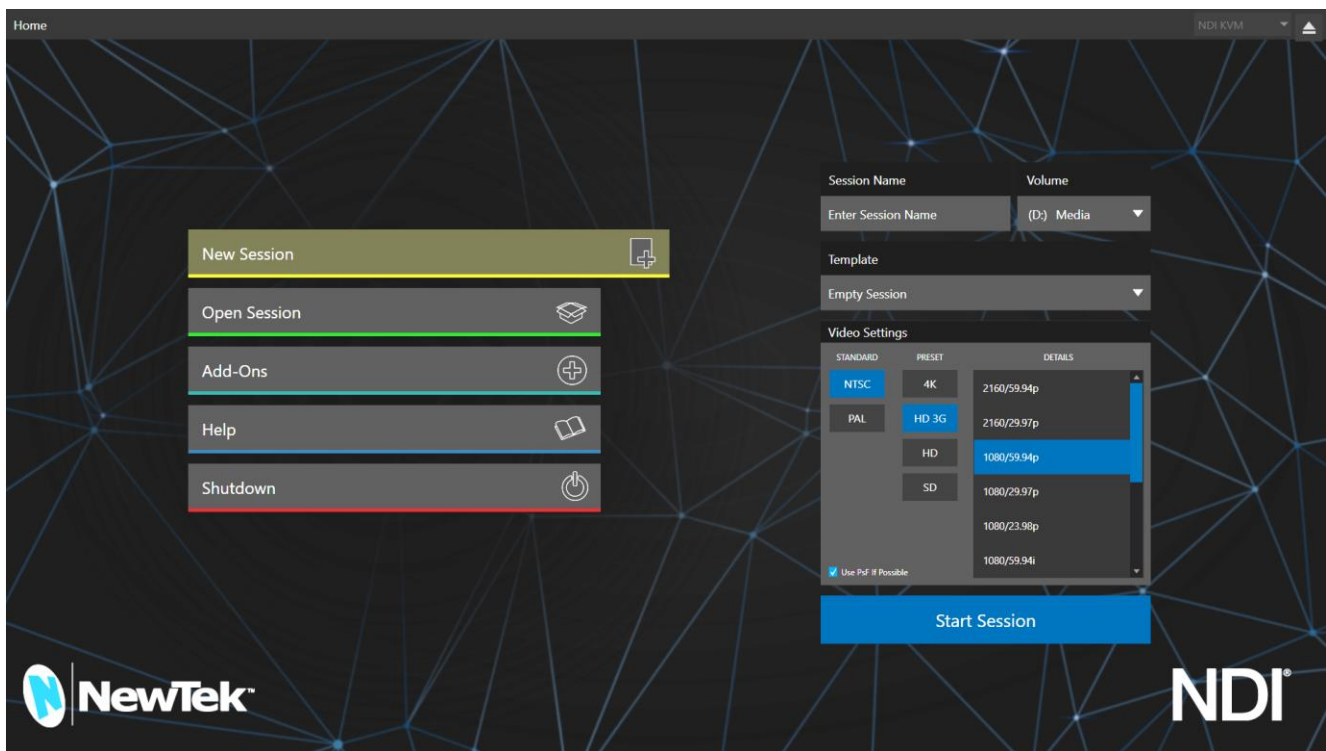 Home
NDI KVM
New Session
Open Session
Add-Ons
Help
Shutdown
Session Name
Volume
Enter Session Name
(D:) Media
Template
Empty Session
Video Settings
STANDARD
PRESET
DETAILS
NTSC
PAL
4K
HD 3G
HD
SD
2160/59.94p
2160/29.97p
1080/59.94p
1080/29.97p
1080/23.98p
1080/59.94i
Use PsF If Possible
Start Session
NewTek™
NDI®